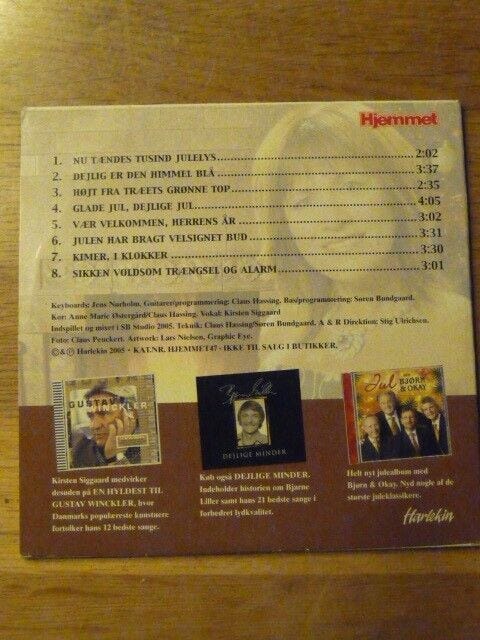 Hjemmet
1. NU TÆNDES TUSIND JULELYS 2:02
2. DEJLIG ER DEN HIMMEL BLÅ 3:37
3. HØJT FRA TRÆETS GRØNNE TOP 2:35
4. GLADE JUL, DEJLIGE JUL 4:05
5. VÆR VELKOMMEN, HERRENS ÅR 3:02
6. JULEN HAR BRAGT VELSIGNET BUD 3:31
7. KIMER, I KLOKKER 3:30
8. SIKKEN VOLDSOM TRÆNGSEL OG ALARM 3:01
Keyboards: Jens Nørholm. Guitarer/programmering: Claus Hassing. Bas/programmering: Søren Bundgaard.
Kor: Anne Marie Østergård/Claus Hassing. Vokal: Kirsten Siggaard
Indspillet og mixet i SB Studio 2005. Teknik: Claus Hassing/Søren Bundgaard. A & R Direktion: Stig Ulrichsen.
Foto: Claus Peuckert. Artwork: Lars Nielsen, Graphic Eye.
©&℗ Harlekin 2005 - KAT.NR. HJEMMET47 - IKKE TIL SALG I BUTIKKER.
GUSTAV
WINCKLER
DEJLIGE MINDER
Jul
MED
BJØRN
& OKAY
Kirsten Siggaard medvirker
desuden på EN HYLDEST TIL
GUSTAV WINCKLER, hvor
Danmarks populæreste kunstnere
fortolker hans 12 bedste sange.
Køb også DEJLIGE MINDER.
Indeholder historien om Bjarne
Liller samt hans 21 bedste sange i
forbedret lydkvalitet.
Helt nyt julealbum med
Bjørn & Okay. Nyd nogle af de
største juleklassikere.
Harlekin